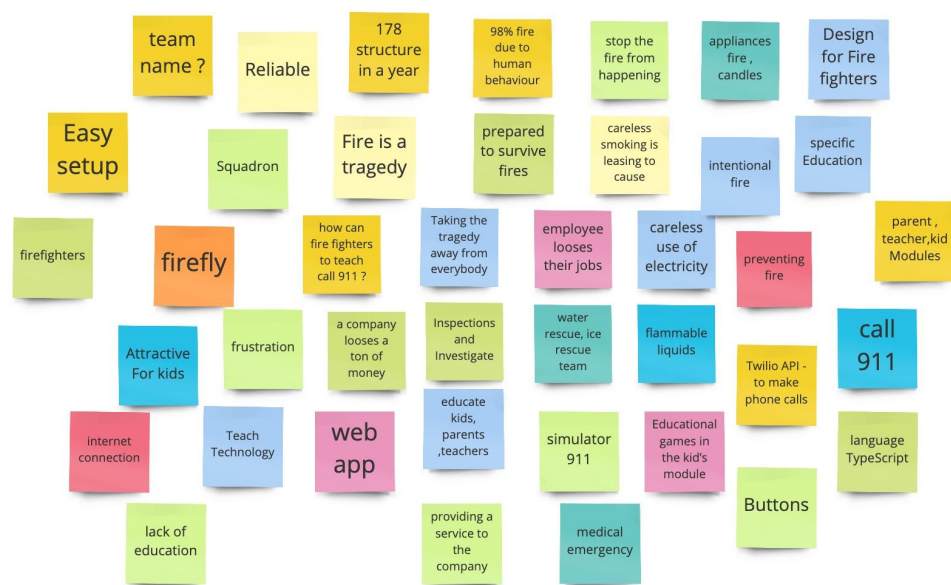 team
name ?
Reliable
178
structure
in a year
98% fire
due to
human
behaviour
stop the
fire from
happening
appliances
fire ,
candles
Design
for Fire
fighters
Easy
setup
Squadron
Fire is a
tragedy
prepared
to survive
fires
careless
smoking is
leasing to
cause
intentional
fire
specific
Education
firefighters
firefly
how can
fire fighters
to teach
call 911 ?
Taking the
tragedy
away from
everybody
employee
looses
their jobs
careless
use of
electricity
preventing
fire
parent ,
teacher,kid
Modules
Attractive
For kids
frustration
a company
looses a
ton of
money
Inspections
and
Investigate
water
rescue, ice
rescue
team
flammable
liquids
Twilio API -
to make
phone calls
call
911
internet
connection
Teach
Technology
web
app
educate
kids,
parents
,teachers
simulator
911
Educational
games in
the kid's
module
Buttons
language
TypeScript
lack of
education
providing a
service to
the
company
medical
emergency